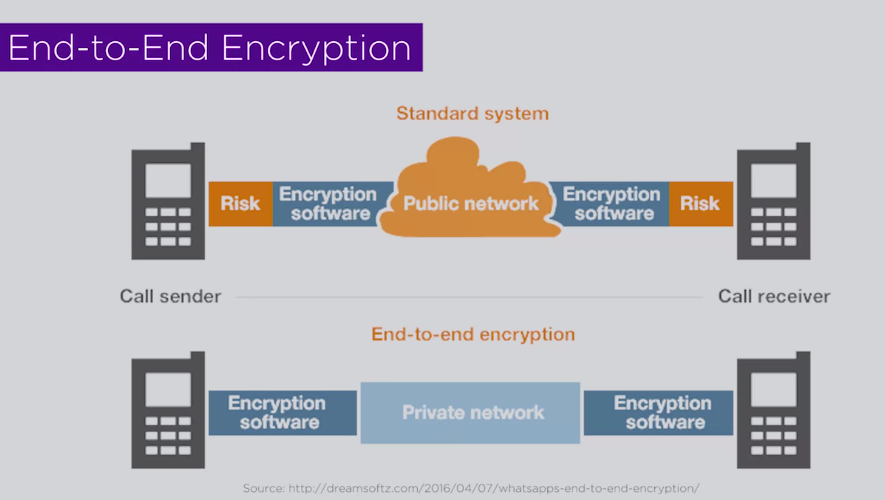 End-to-End Encryption
Standard system
Risk
Encryption
software
Public network
Encryption
software
Risk
Call sender
Call receiver
End-to-end encryption
Encryption
software
Private network
Encryption
software
Source: http://dreamsoftz.com/2016/04/07/whatsapps-end-to-end-encryption/